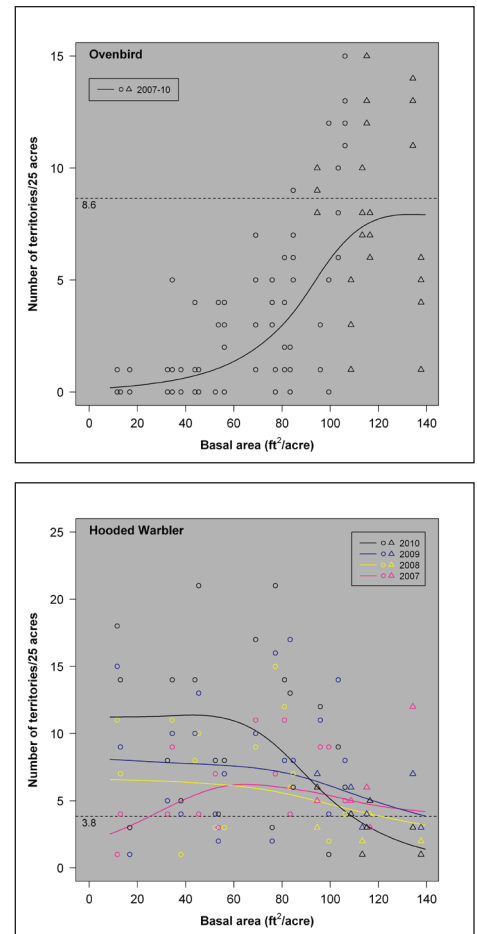 Ovenbird
2007-10
15
10
5
0
8.6
Number of territories/25 acres
0 20 40 60 80 100 120 140
Basal area (ft²/acre)
Hooded Warbler
2010
2009
2008
2007
25
20
15
10
5
0
3.8
Number of territories/25 acres
0 20 40 60 80 100 120 140
Basal area (ft²/acre)